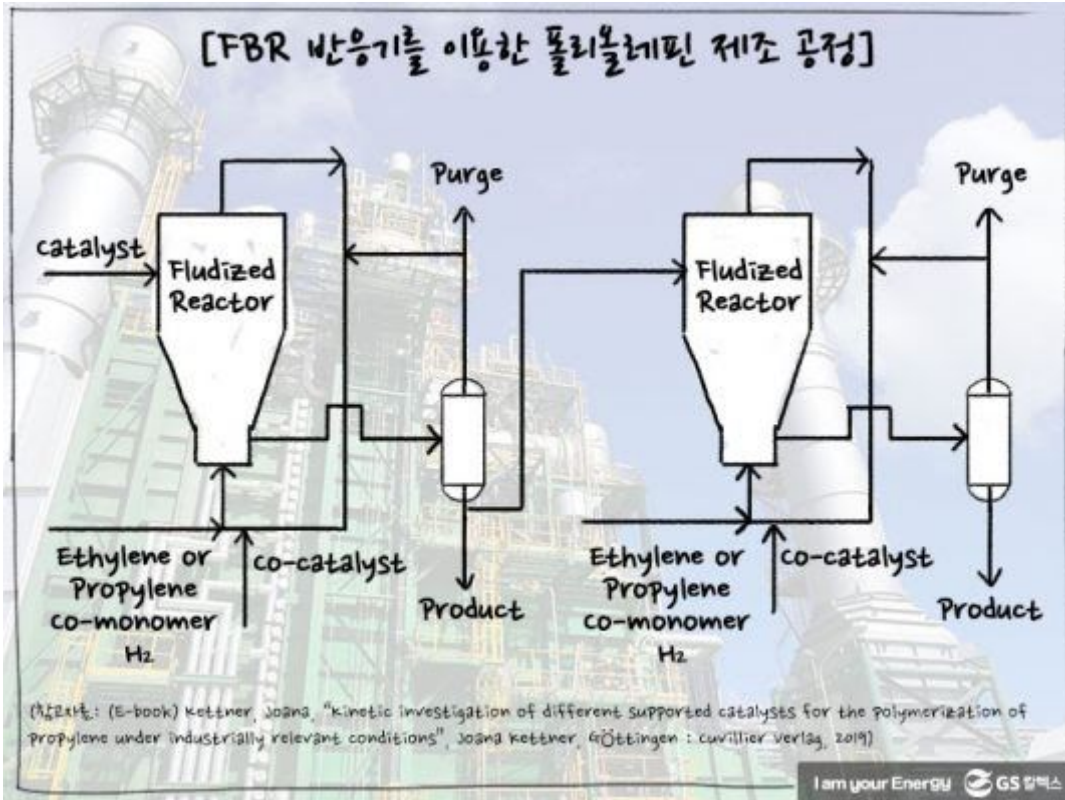 [FBR 반응기를 이용한 폴리올레핀 제조 공정]
Purge
Purge
Catalyst
Fludized
Reactor
Fludized
Reactor
Ethylene or
Propylene
Co-monomer
H2
Co-catalyst
Product
Ethylene or
Propylene
Co-monomer
H2
Co-catalyst
Product
(참고자료: (E-book) Kettner, Joana, "Kinetic investigation of different supported catalysts for the polymerization of
propylene under industrially relevant conditions", Joana Kettner, Göttingen : Cuvillier Verlag, 2019)
I am your Energy GS 칼텍스